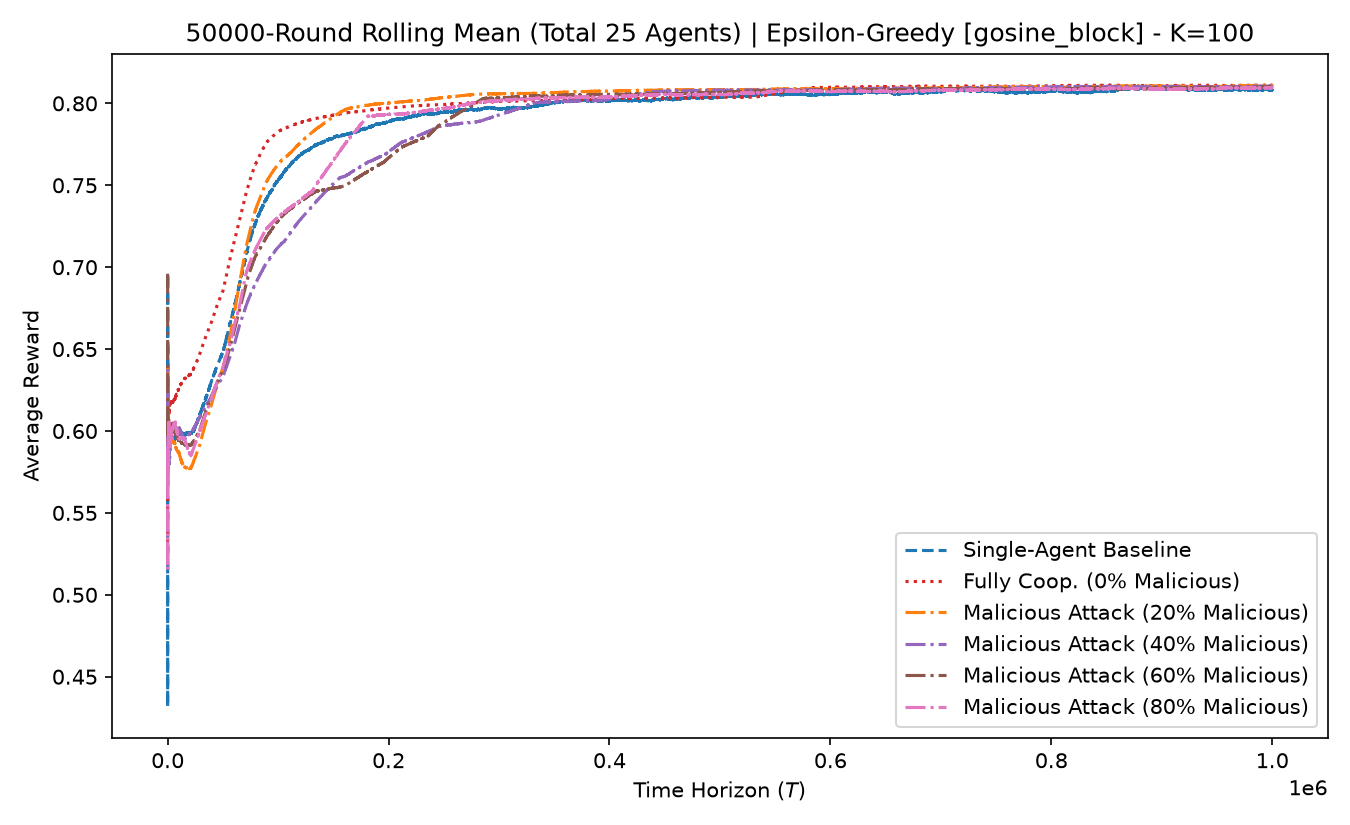 50000-Round Rolling Mean (Total 25 Agents) | Epsilon-Greedy [gosine_block] - K=100
Average Reward
0.80
0.75
0.70
0.65
0.60
0.55
0.50
0.45
Single-Agent Baseline
Fully Coop. (0% Malicious)
Malicious Attack (20% Malicious)
Malicious Attack (40% Malicious)
Malicious Attack (60% Malicious)
Malicious Attack (80% Malicious)
0.0 0.2 0.4 0.6 0.8 1.0
1e6
Time Horizon (T)